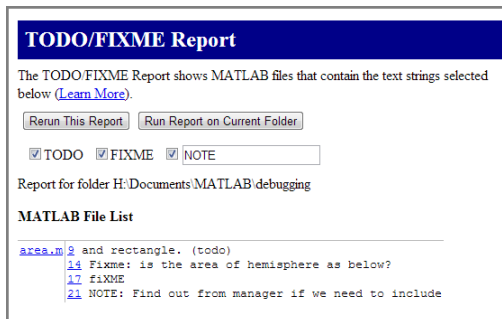 TODO/FIXME Report
The TODO/FIXME Report shows MATLAB files that contain the text strings selected
below (Learn More).
Rerun This Report Run Report on Current Folder
TODO FIXME NOTE
Report for folder H:\Documents\MATLAB\debugging
MATLAB File List
area.m 9 and rectangle. (todo)
14 Fixme: is the area of hemisphere as below?
17 fiXME
21 NOTE: Find out from manager if we need to include